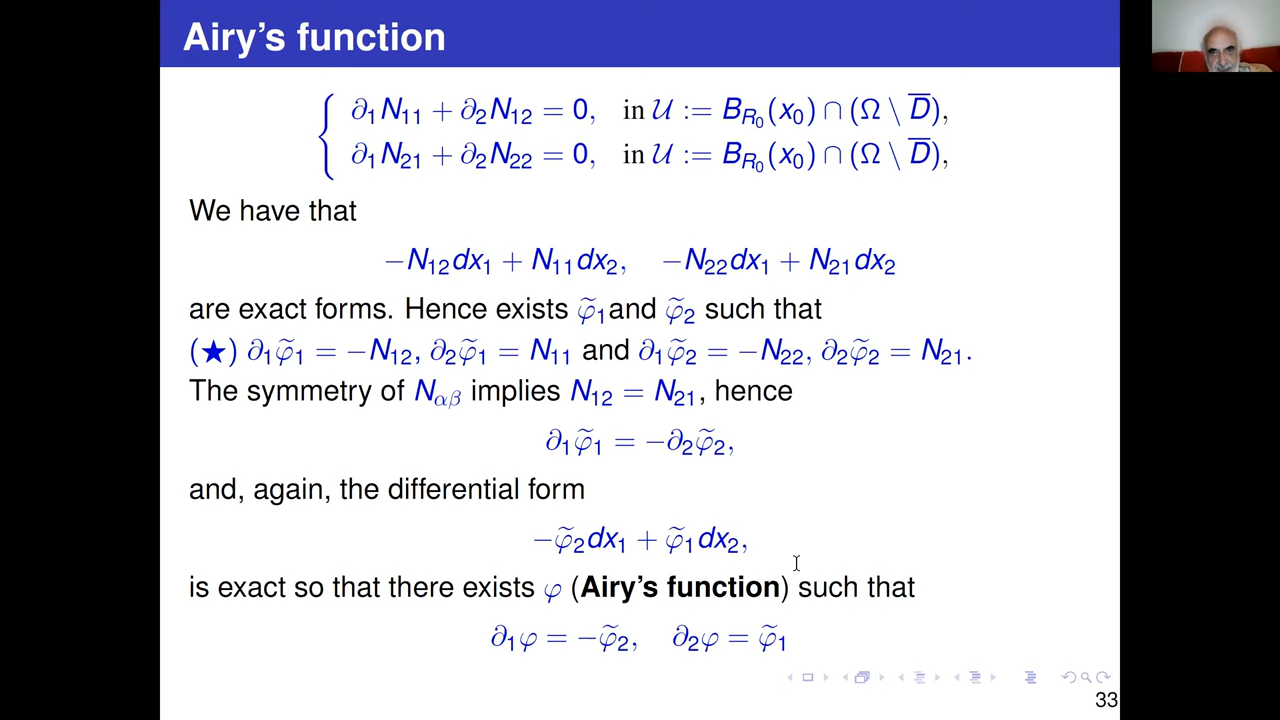 Airy's function
∂₁N₁₁ + ∂₂N₁₂ = 0, in 𝒰 := B_{R₀}(x₀) ∩ (Ω \ D̅),
∂₁N₂₁ + ∂₂N₂₂ = 0, in 𝒰 := B_{R₀}(x₀) ∩ (Ω \ D̅),
We have that
−N₁₂dx₁ + N₁₁dx₂, −N₂₂dx₁ + N₂₁dx₂
are exact forms. Hence exists φ̃₁and φ̃₂ such that
(★) ∂₁φ̃₁ = −N₁₂, ∂₂φ̃₁ = N₁₁ and ∂₁φ̃₂ = −N₂₂, ∂₂φ̃₂ = N₂₁.
The symmetry of N_{αβ} implies N₁₂ = N₂₁, hence
∂₁φ̃₁ = −∂₂φ̃₂,
and, again, the differential form
−φ̃₂dx₁ + φ̃₁dx₂,
is exact so that there exists φ (Airy's function) such that
∂₁φ = −φ̃₂, ∂₂φ = φ̃₁
33